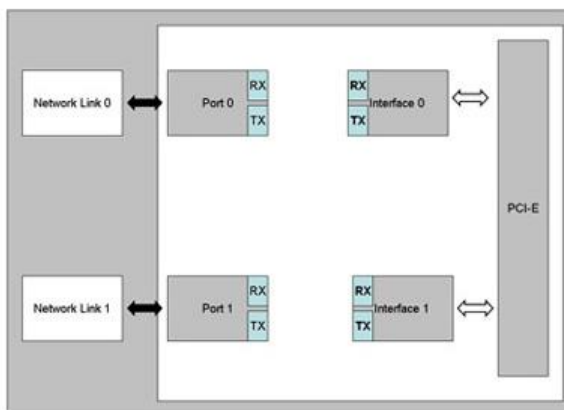 Network Link 0
Port 0
RX
TX
RX
TX
Interface 0
PCI-E
Network Link 1
Port 1
RX
TX
RX
TX
Interface 1